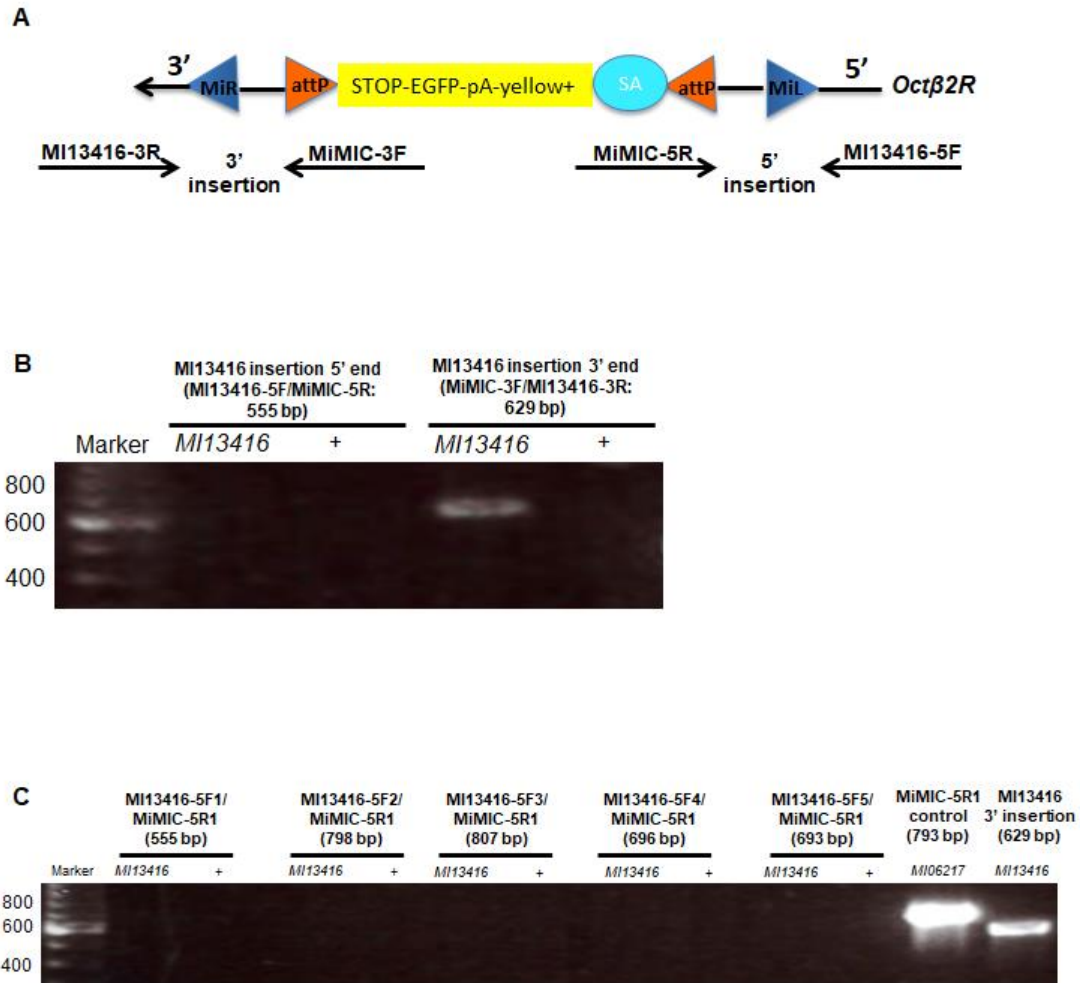 A
3’
MiR
attP
STOP-EGFP-pA-yellow+
SA
attP
MiL
5’
Octβ2R
MI13416-3R
3’
insertion
MiMIC-3F
MiMIC-5R
5’
insertion
MI13416-5F
B
MI13416 insertion 5’ end
(MI13416-5F/MiMIC-5R:
555 bp)
MI13416 insertion 3’ end
(MiMIC-3F/MI13416-3R:
629 bp)
Marker
MI13416
+
MI13416
+
800
600
400
C
MI13416-5F1/
MiMIC-5R1
(555 bp)
MI13416-5F2/
MiMIC-5R1
(798 bp)
MI13416-5F3/
MiMIC-5R1
(807 bp)
MI13416-5F4/
MiMIC-5R1
(696 bp)
MI13416-5F5/
MiMIC-5R1
(693 bp)
MiMIC-5R1
control
(793 bp)
MI13416
3’ insertion
(629 bp)
Marker
MI13416
+
MI13416
+
MI13416
+
MI13416
+
MI13416
+
MI06217
MI13416
800
600
400